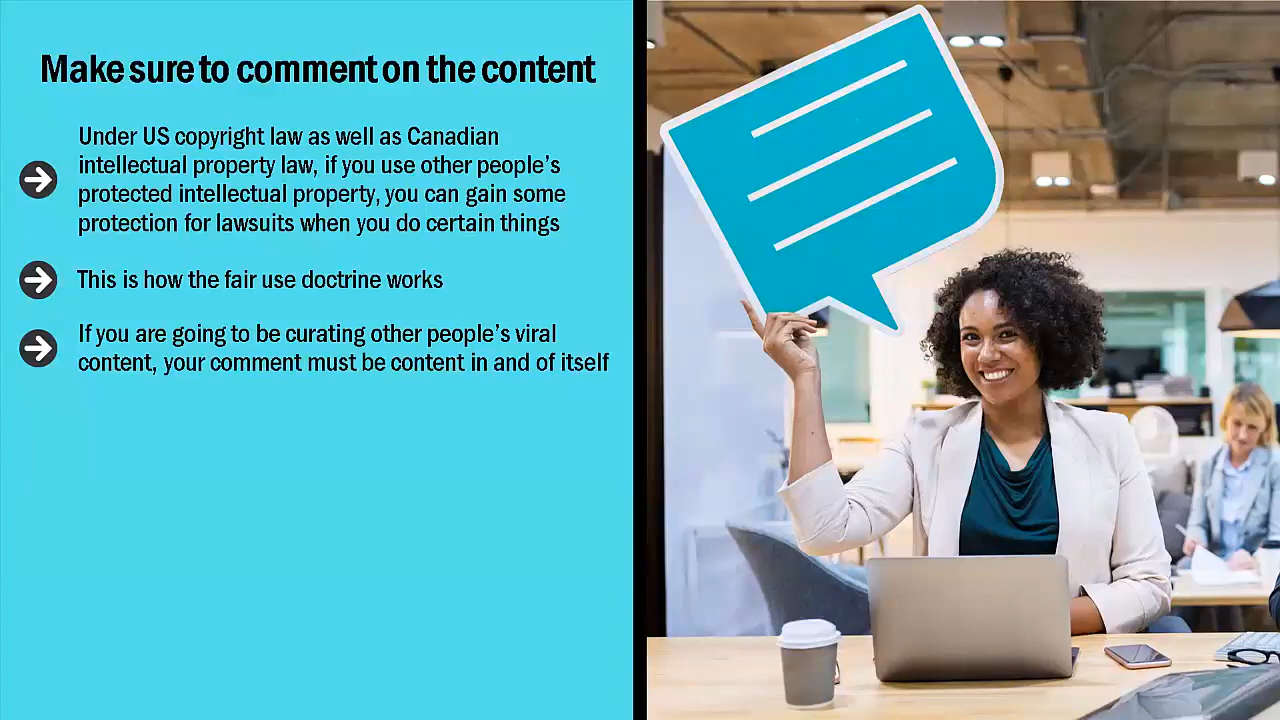 Make sure to comment on the content
Under US copyright law as well as Canadian
intellectual property law, if you use other people's
protected intellectual property, you can gain some
protection for lawsuits when you do certain things
This is how the fair use doctrine works
If you are going to be curating other people's viral
content, your comment must be content in and of itself